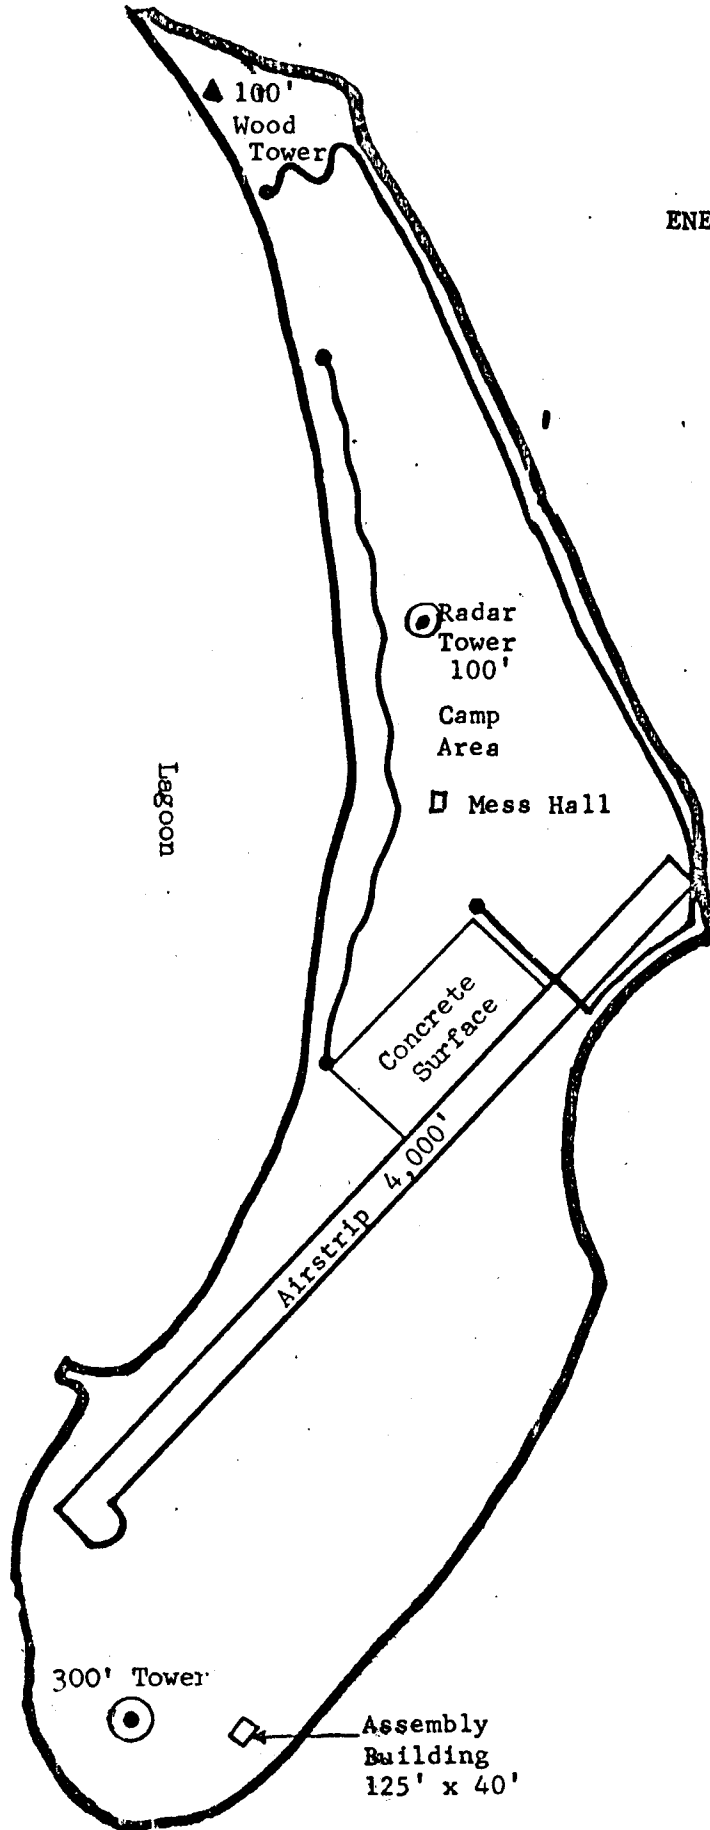 100'
Wood
Tower
ENE
Radar
Tower
100'
Camp
Area
Mess Hall
Lagoon
Concrete
Surface
Airstrip 4,000'
300' Tower
Assembly
Building
125' x 40'